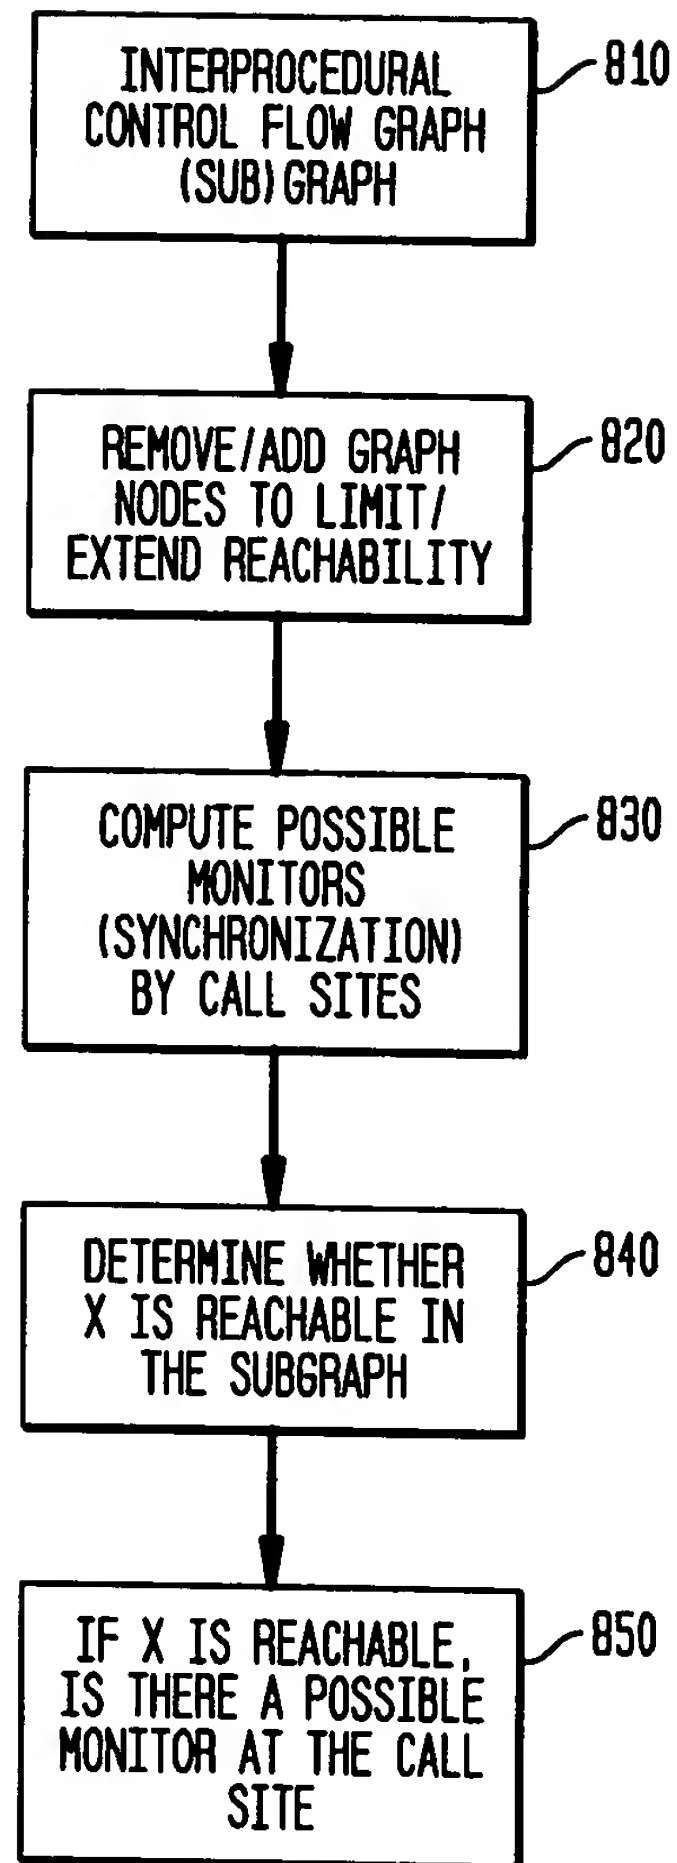 INTERPROCEDURAL
CONTROL FLOW GRAPH
(SUB)GRAPH
810
REMOVE/ADD GRAPH
NODES TO LIMIT/
EXTEND REACHABILITY
820
COMPUTE POSSIBLE
MONITORS
(SYNCHRONIZATION)
BY CALL SITES
830
DETERMINE WHETHER
X IS REACHABLE IN
THE SUBGRAPH
840
IF X IS REACHABLE,
IS THERE A POSSIBLE
MONITOR AT THE CALL
SITE
850